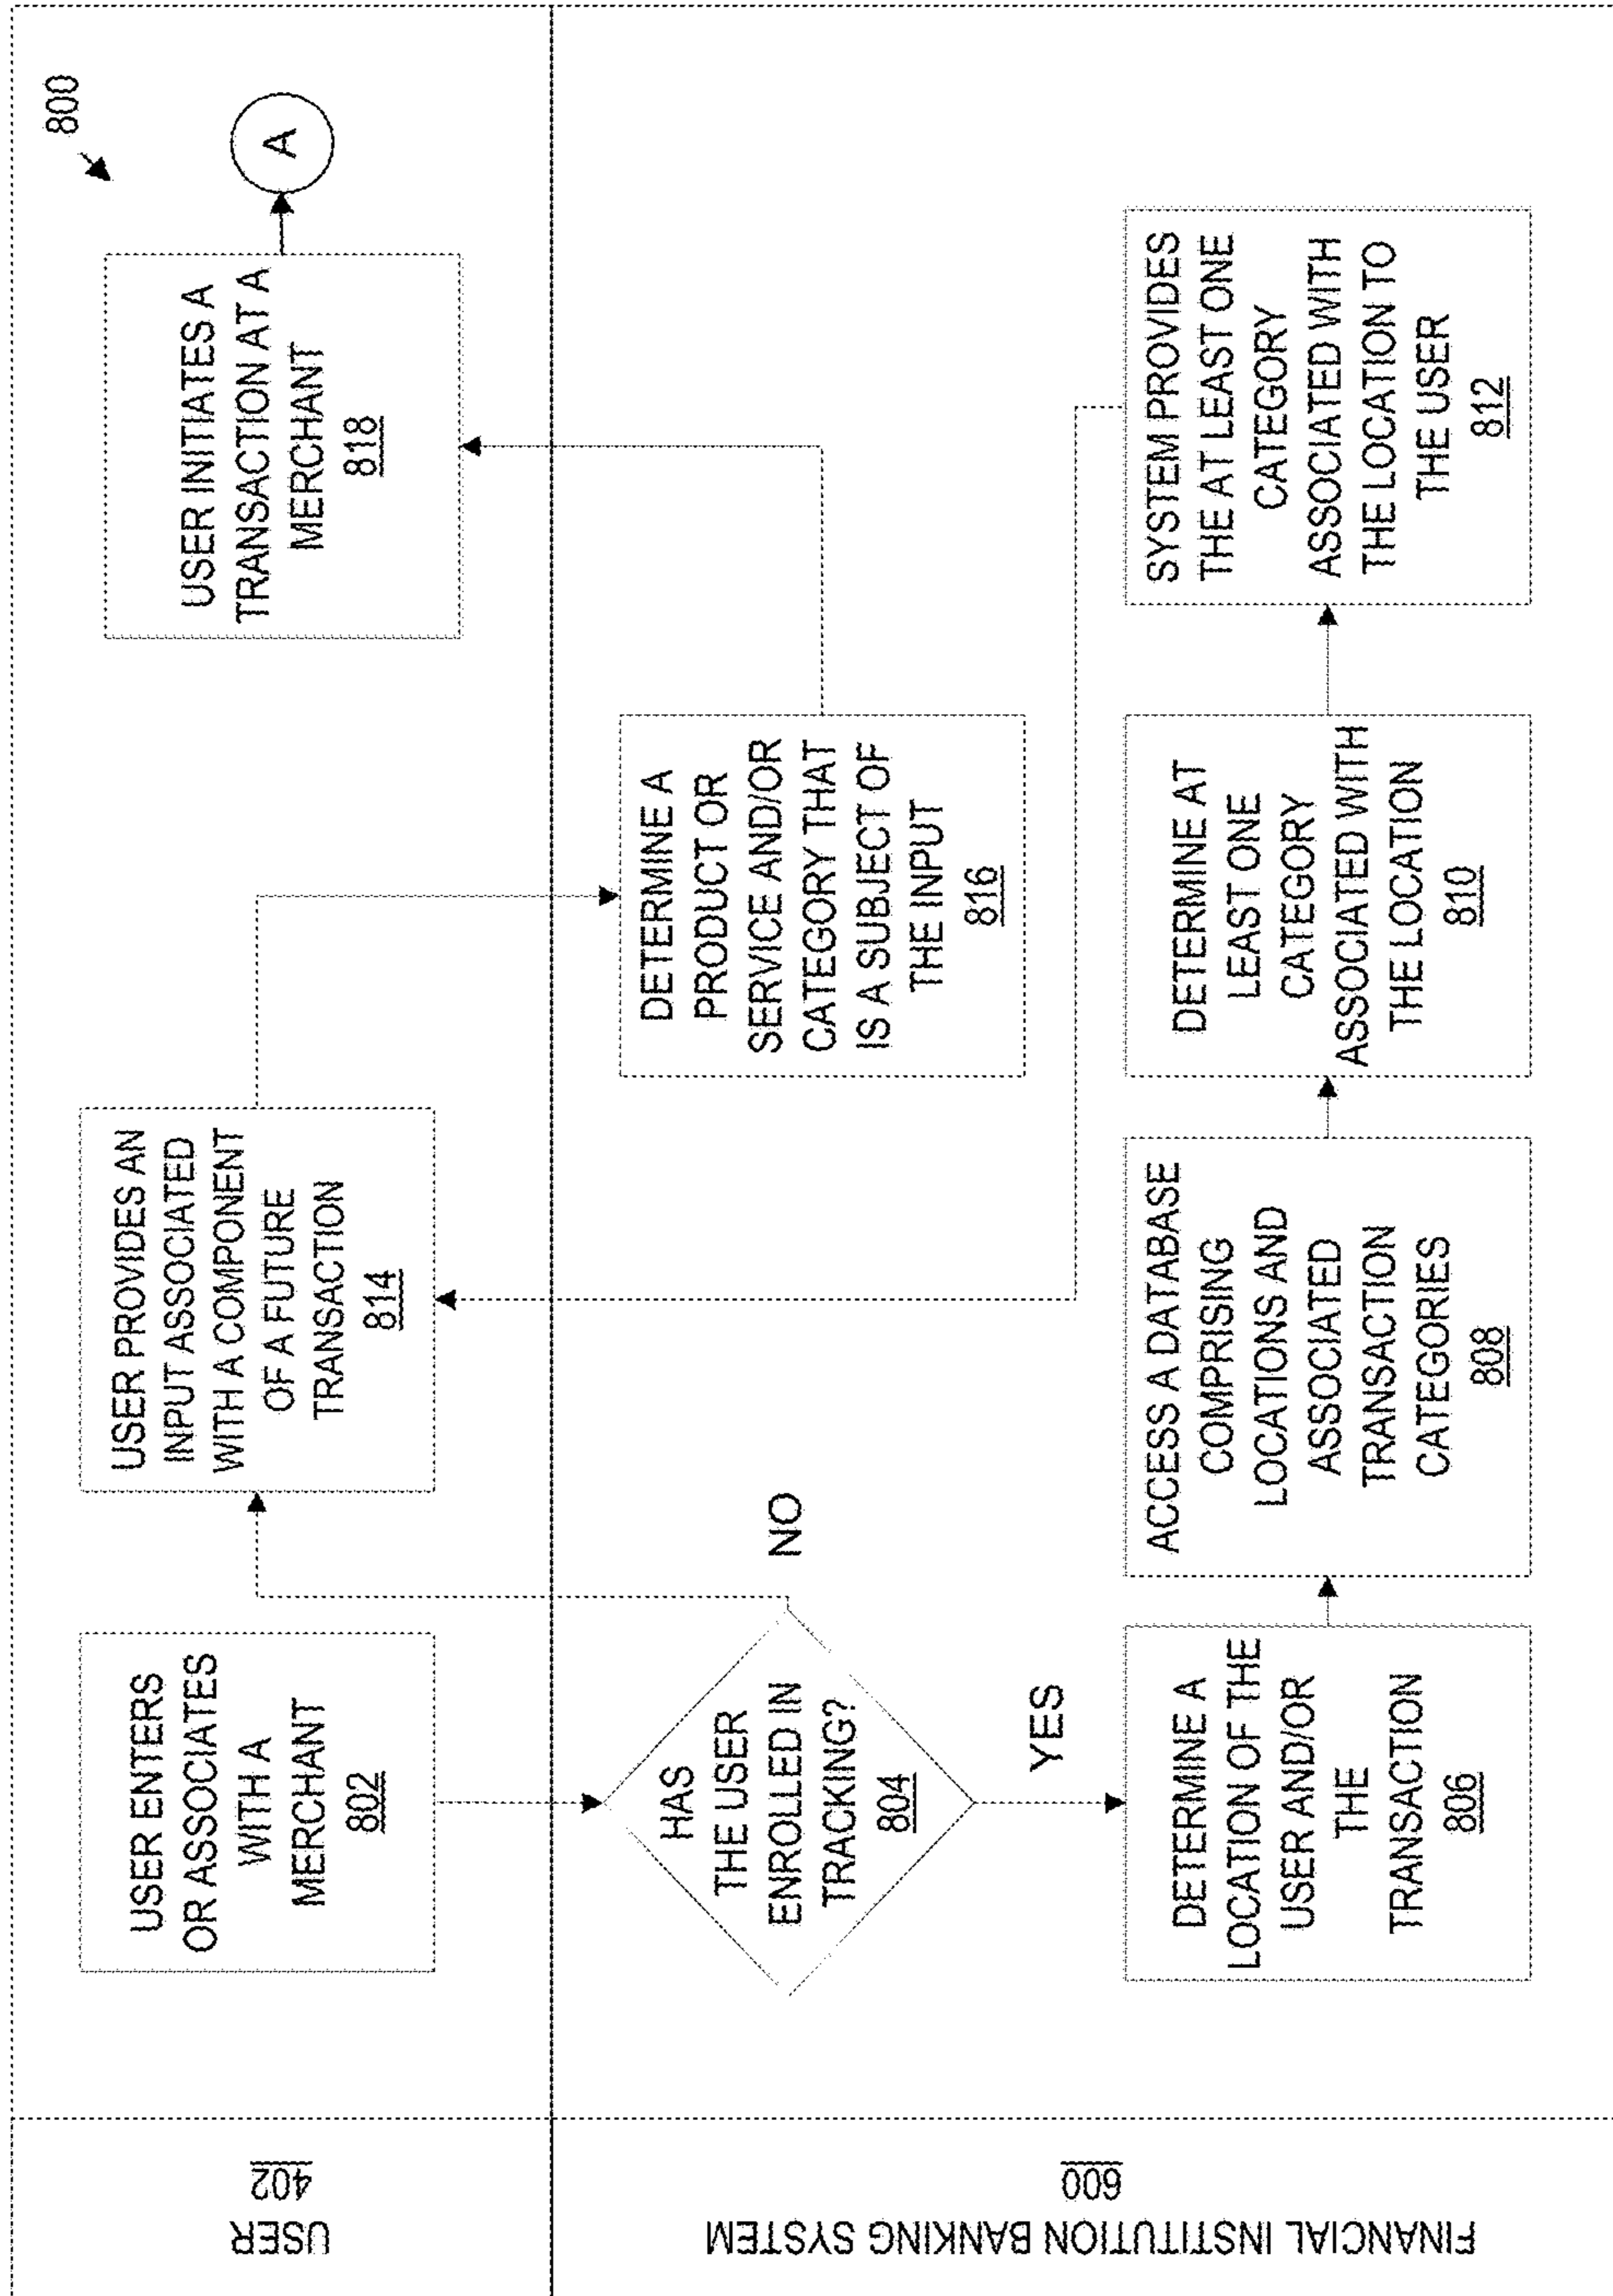 800
USER
402
USER ENTERS
OR ASSOCIATES
WITH A
MERCHANT
802
USER PROVIDES AN
INPUT ASSOCIATED
WITH A COMPONENT
OF A FUTURE
TRANSACTION
814
USER INITIATES A
TRANSACTION AT A
MERCHANT
818
A
FINANCIAL INSTITUTION BANKING SYSTEM
600
HAS
THE USER
ENROLLED IN
TRACKING?
804
NO
YES
DETERMINE A
PRODUCT OR
SERVICE AND/OR
CATEGORY THAT
IS A SUBJECT OF
THE INPUT
816
DETERMINE A
LOCATION OF THE
USER AND/OR
THE
TRANSACTION
806
ACCESS A DATABASE
COMPRISING
LOCATIONS AND
ASSOCIATED
TRANSACTION
CATEGORIES
808
DETERMINE AT
LEAST ONE
CATEGORY
ASSOCIATED WITH
THE LOCATION
810
SYSTEM PROVIDES
THE AT LEAST ONE
CATEGORY
ASSOCIATED WITH
THE LOCATION TO
THE USER
812